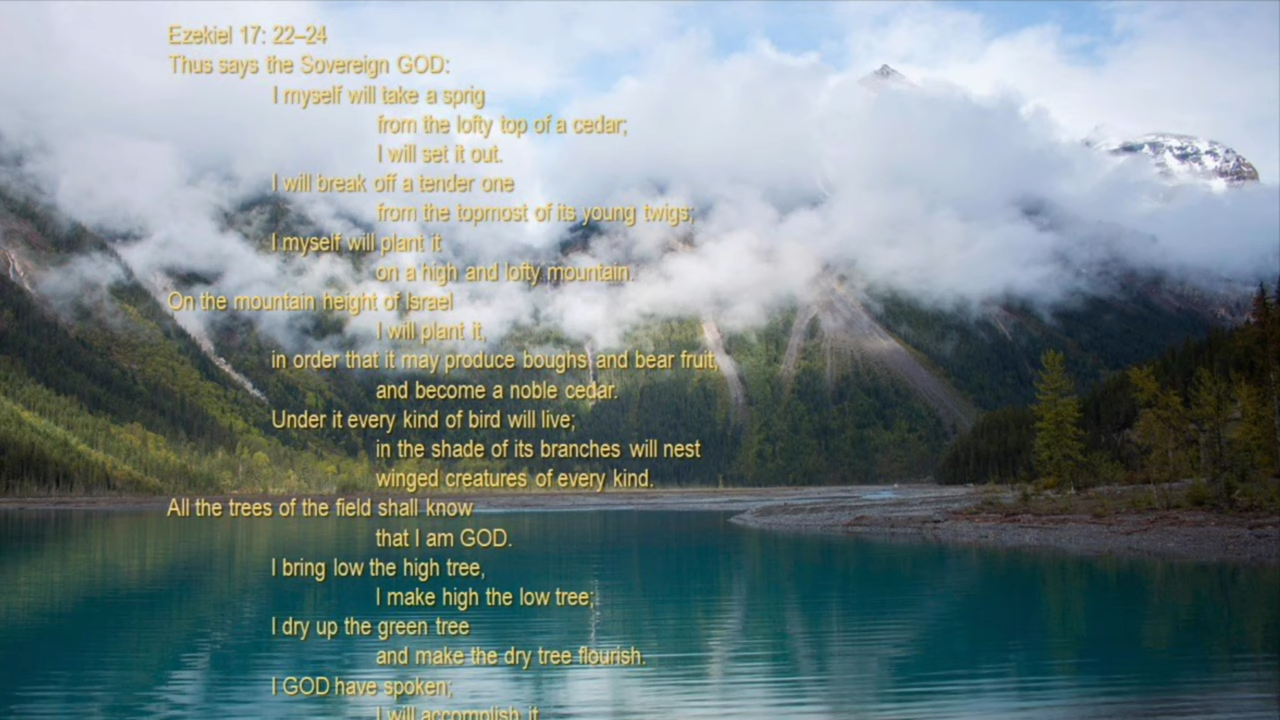 Ezekiel 17: 22–24
Thus says the Sovereign GOD:
I myself will take a sprig
from the lofty top of a cedar;
I will set it out.
I will break off a tender one
from the topmost of its young twigs;
I myself will plant it
on a high and lofty mountain.
On the mountain height of Israel
I will plant it,
in order that it may produce boughs and bear fruit,
and become a noble cedar.
Under it every kind of bird will live;
in the shade of its branches will nest
winged creatures of every kind.
All the trees of the field shall know
that I am GOD.
I bring low the high tree,
I make high the low tree;
I dry up the green tree
and make the dry tree flourish.
I GOD have spoken;
I will accomplish it